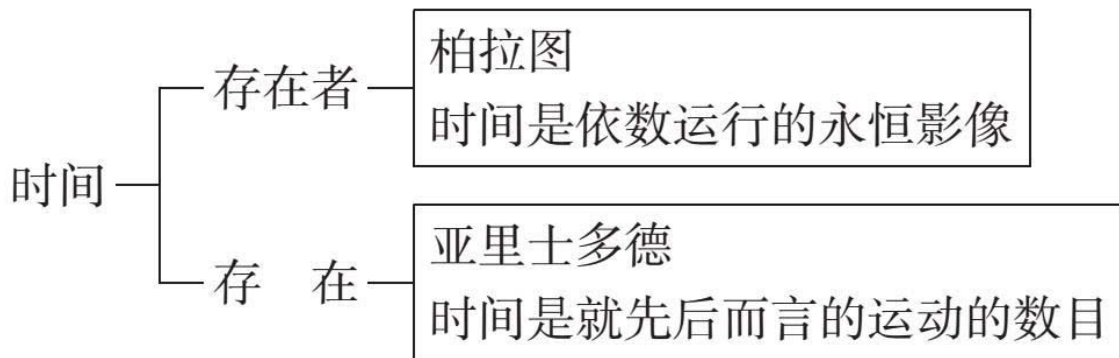 时间
存在者
柏拉图
时间是依数运行的永恒影像
存 在
亚里士多德
时间是就先后而言的运动的数目